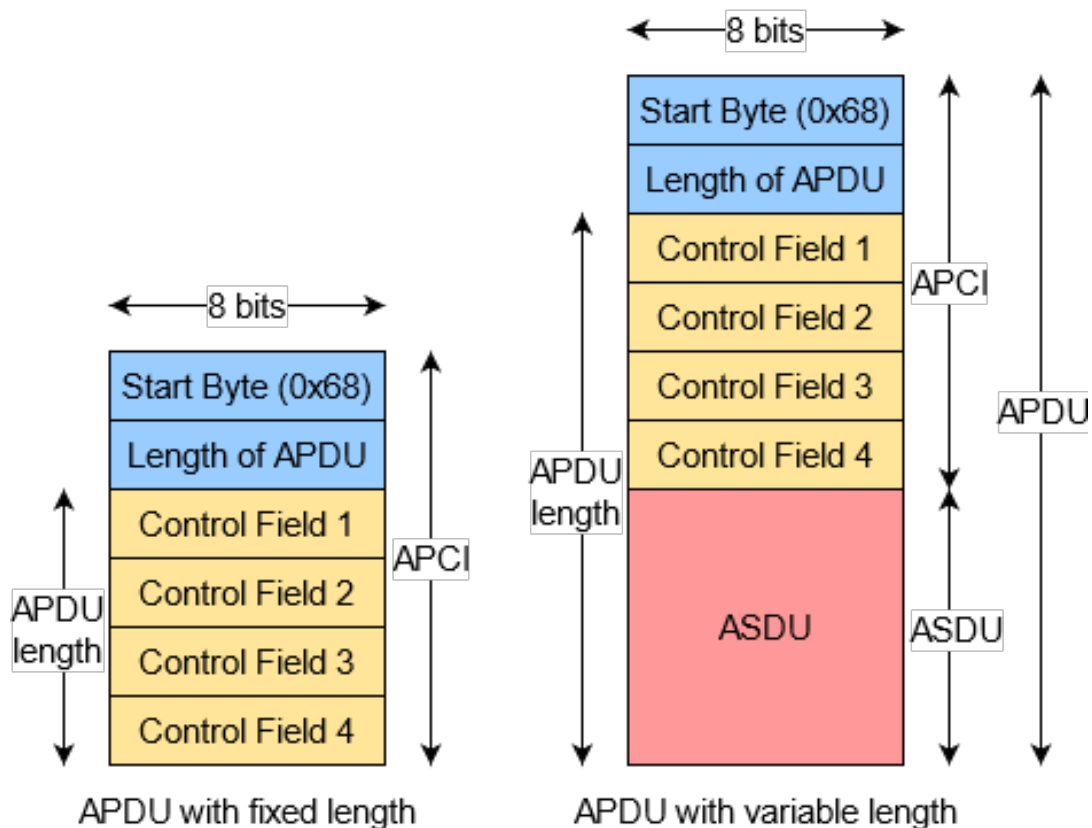 8 bits
Start Byte (0x68)
Length of APDU
Control Field 1
Control Field 2
Control Field 3
Control Field 4
APDU
length
APCI
APDU with fixed length
8 bits
Start Byte (0x68)
Length of APDU
Control Field 1
Control Field 2
Control Field 3
Control Field 4
ASDU
APDU
length
APCI
ASDU
APDU
APDU with variable length